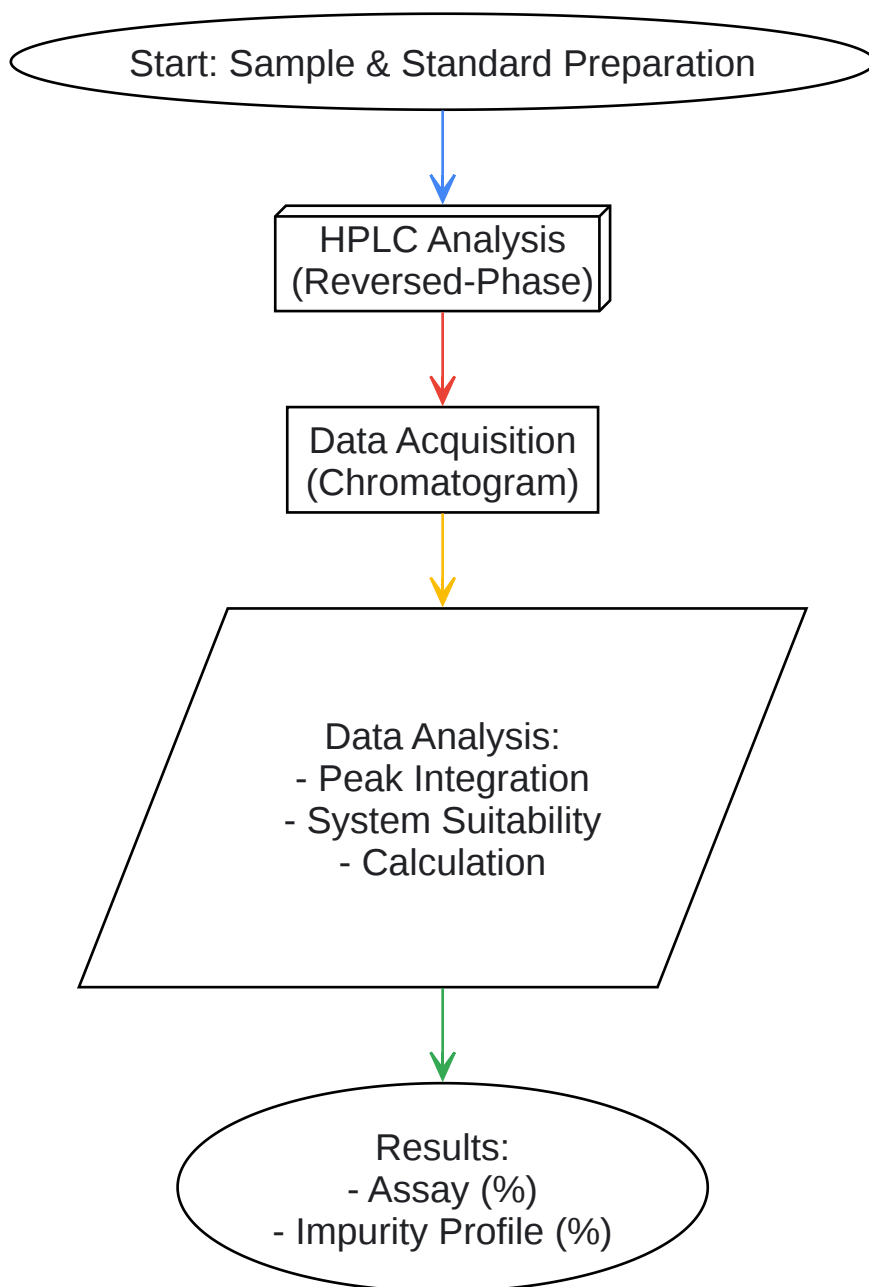 Start: Sample & Standard Preparation
HPLC Analysis
(Reversed-Phase)
Data Acquisition
(Chromatogram)
Data Analysis:
- Peak Integration
- System Suitability
- Calculation
Results:
- Assay (%)
- Impurity Profile (%)